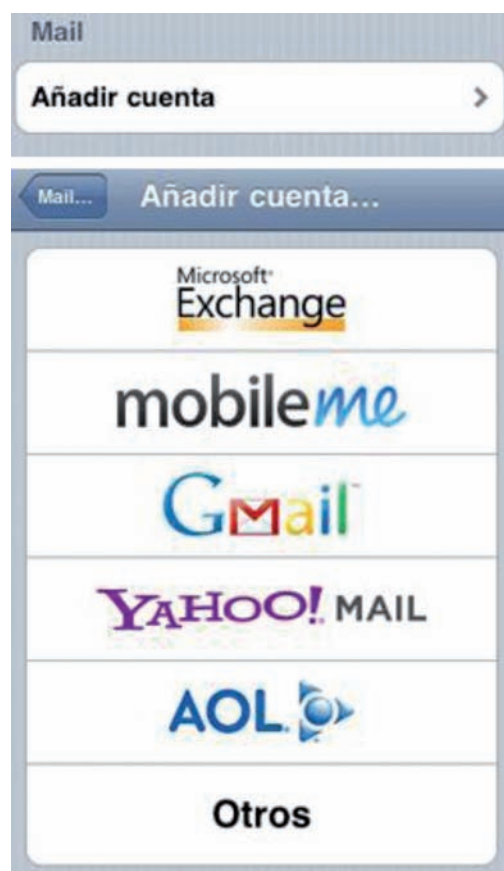 Mail
Añadir cuenta
Mail...
Añadir cuenta...
Microsoft
Exchange
mobileme
Gmail
YAHOO! MAIL
AOL
Otros